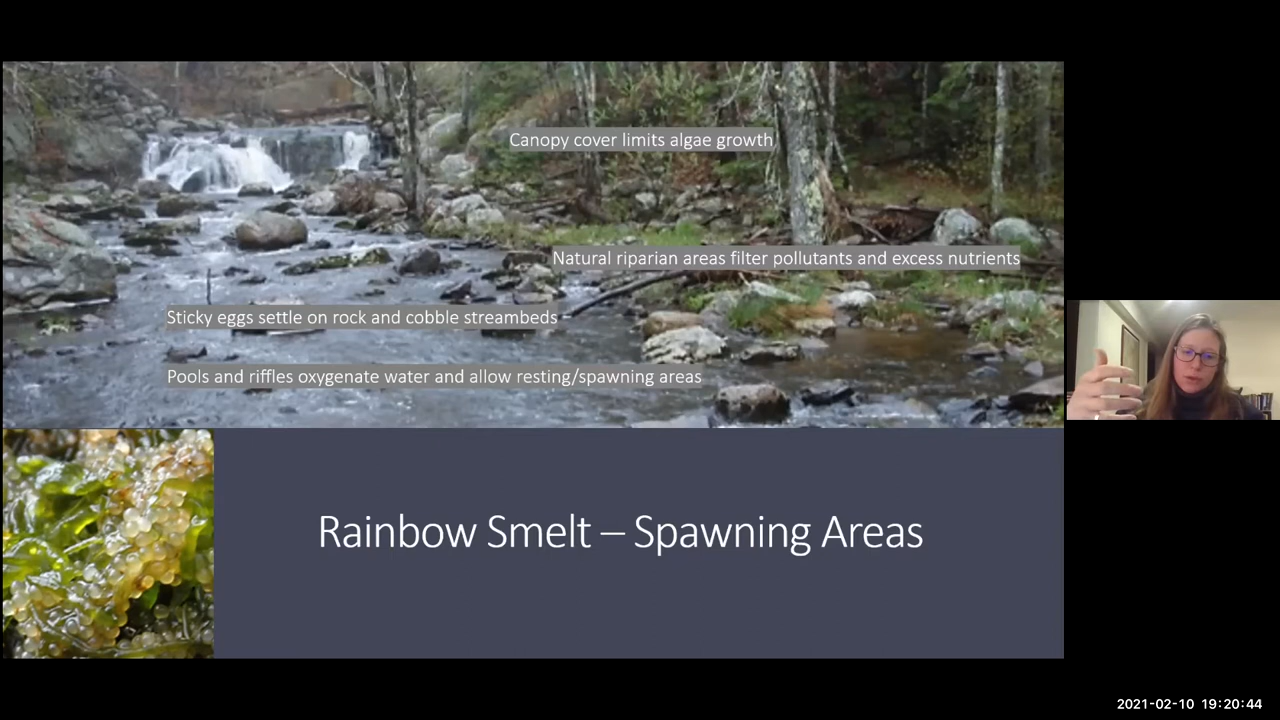 Canopy cover limits algae growth
Natural riparian areas filter pollutants and excess nutrients
Sticky eggs settle on rock and cobble streambeds
Pools and riffles oxygenate water and allow resting/spawning areas
Rainbow Smelt – Spawning Areas
2021-02-10 19:20:44